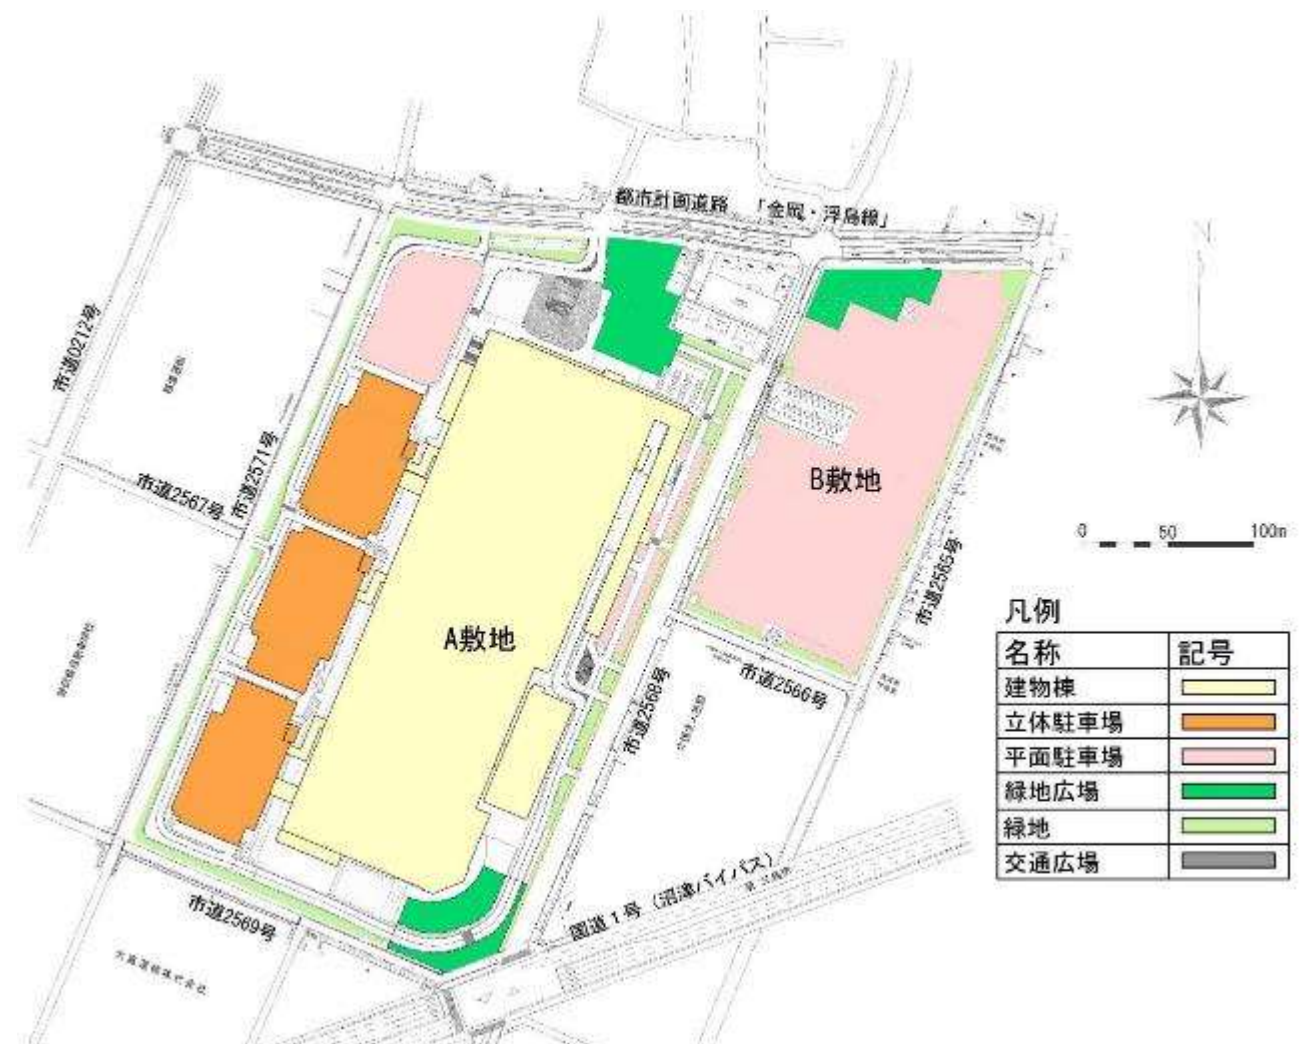 都市計画道路 「金岡・浮島線」
市道0212号
市道2571号
市道2567号
B敷地
0 50 100m
市道2565号
A敷地
市道2566号
市道2568号
国道1号（沼津バイパス）
市道2569号
凡例
名称 記号
建物棟
立体駐車場
平面駐車場
緑地広場
緑地
交通広場